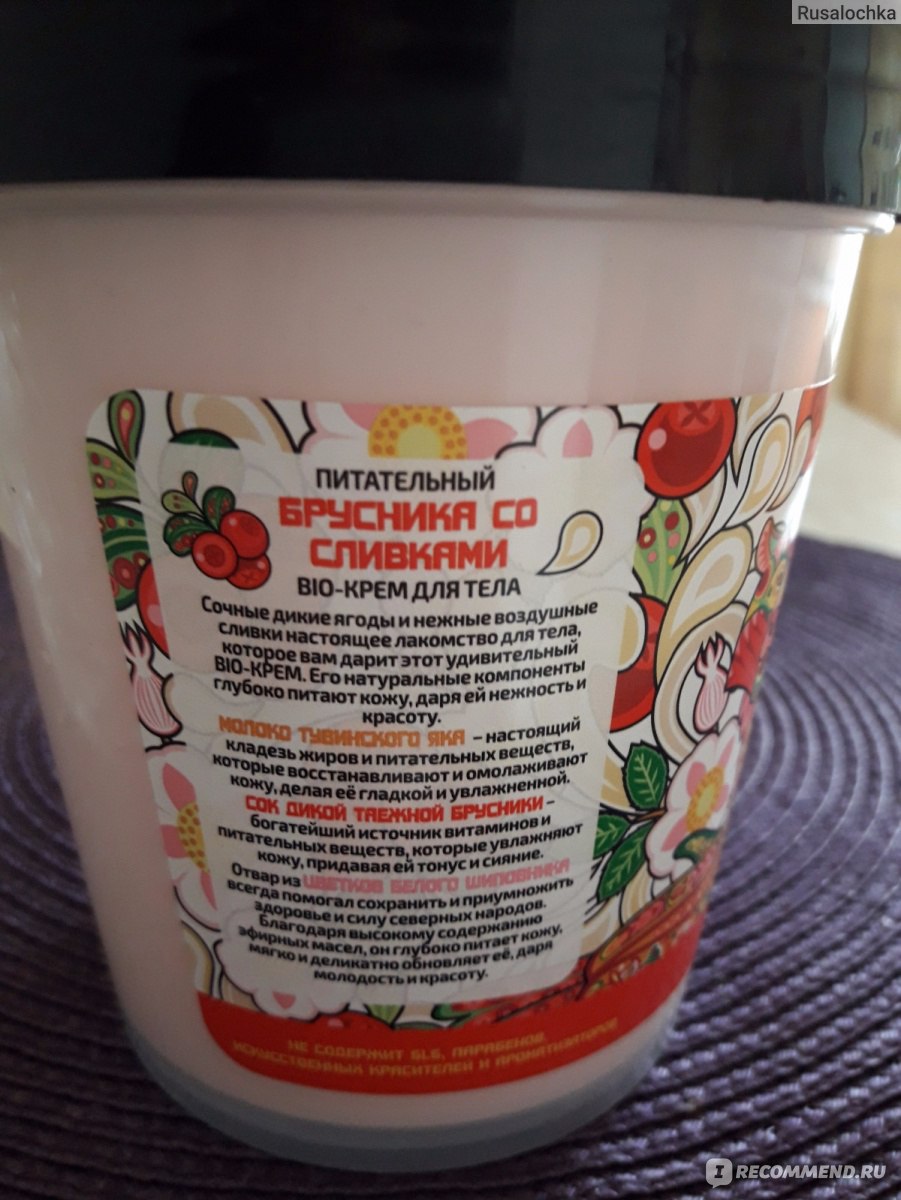 Rusalochka
ПИТАТЕЛЬНЫЙ
БРУСНИКА СО
СЛИВКАМИ
BIO-КРЕМ ДЛЯ ТЕЛА
Сочные дикие ягоды и нежные воздушные
сливки настоящее лакомство для тела,
которое вам дарит этот удивительный
BIO-КРЕМ. Его натуральные компоненты
глубоко питают кожу, даря ей нежность и
красоту.
МОЛОКО ТУВИНСКОГО ЯКА – настоящий
кладезь жиров и питательных веществ,
которые восстанавливают и омолаживают
кожу, делая её гладкой и увлажненной.
СОК ДИКОЙ ТАЕЖНОЙ БРУСНИКИ –
богатейший источник витаминов и
питательных веществ, которые увлажняют
кожу, придавая ей тонус и сияние.
Отвар из ЦВЕТКОВ БЕЛОГО ШИПОВНИКА
всегда помогал сохранить и приумножить
здоровье и силу северных народов.
Благодаря высокому содержанию
эфирных масел, он глубоко питает кожу,
мягко и деликатно обновляет её, даря
молодость и красоту.
НЕ СОДЕРЖИТ SLS, ПАРАБЕНОВ,
ИСКУССТВЕННЫХ КРАСИТЕЛЕЙ И АРОМАТИЗАТОРОВ
IRECOMMEND.RU